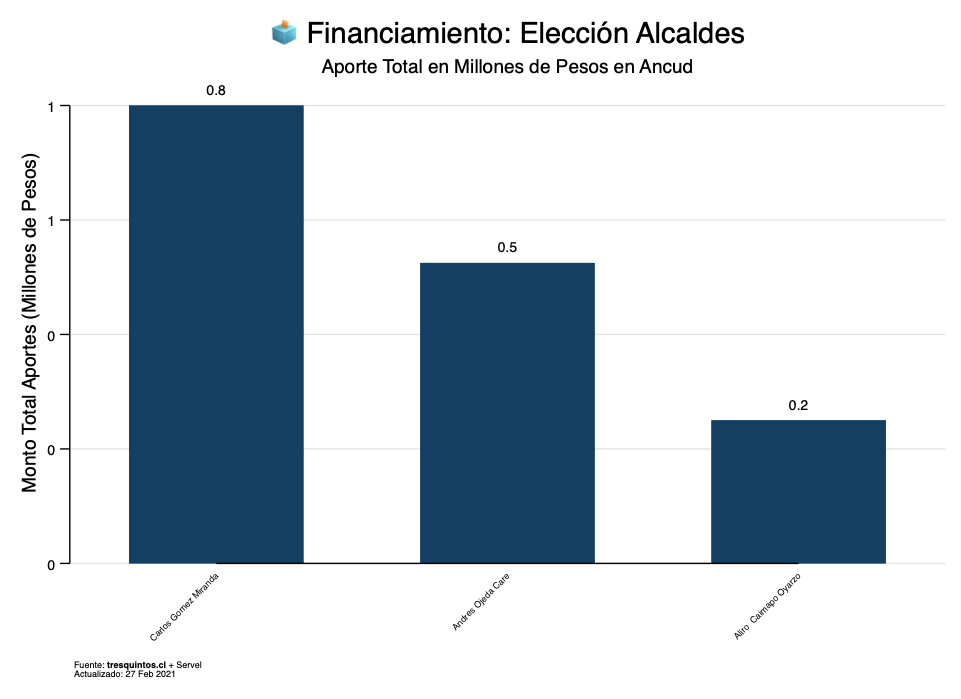 🗳️ Financiamiento: Elección Alcaldes
Aporte Total en Millones de Pesos en Ancud
Monto Total Aportes (Millones de Pesos)
1
1
0
0
0
0.8
0.5
0.2
Carlos Gomez Miranda
Andres Ojeda Care
Aliro Caimapo Oyarzo
Fuente: tresquintos.cl + Servel
Actualizado: 27 Feb 2021